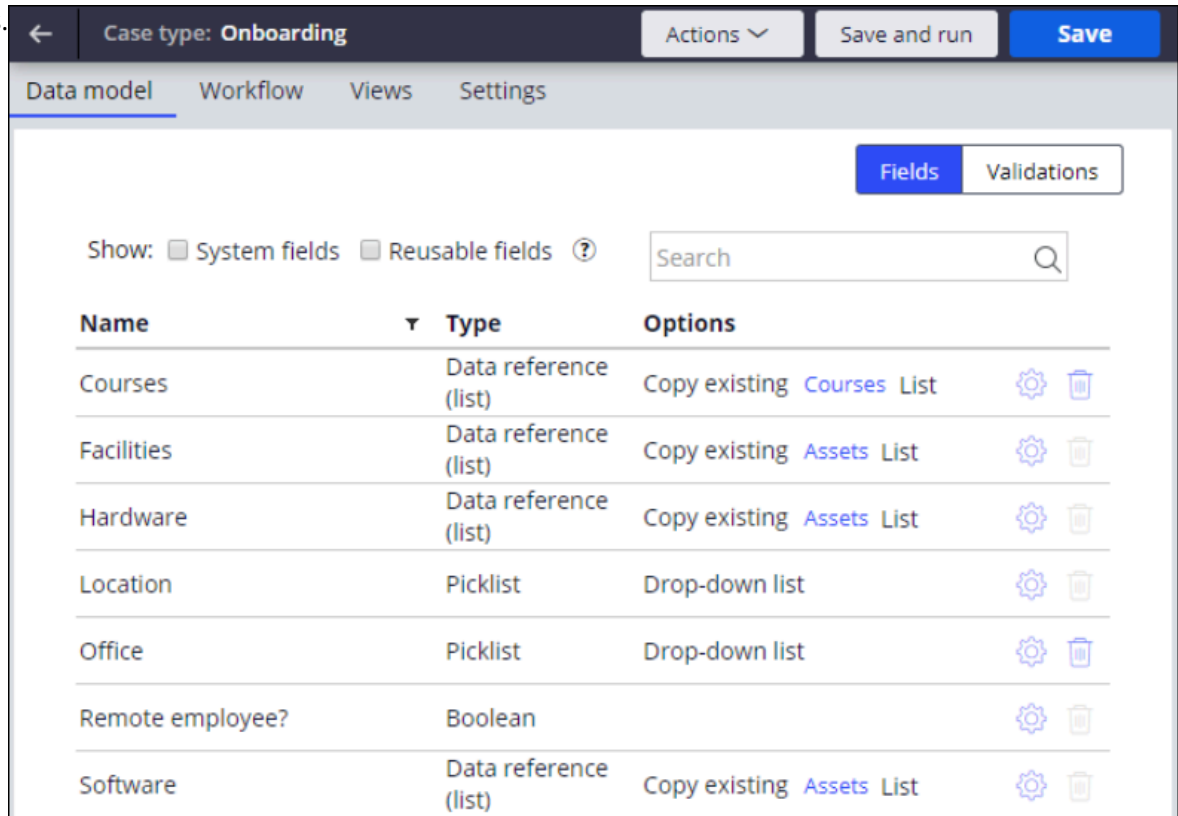 .
← Case type: Onboarding Actions Save and run Save
Data model Workflow Views Settings
Fields Validations
Show: System fields Reusable fields ? Search
Name Type Options
Courses Data reference (list) Copy existing Courses List
Facilities Data reference (list) Copy existing Assets List
Hardware Data reference (list) Copy existing Assets List
Location Picklist Drop-down list
Office Picklist Drop-down list
Remote employee? Boolean
Software Data reference (list) Copy existing Assets List